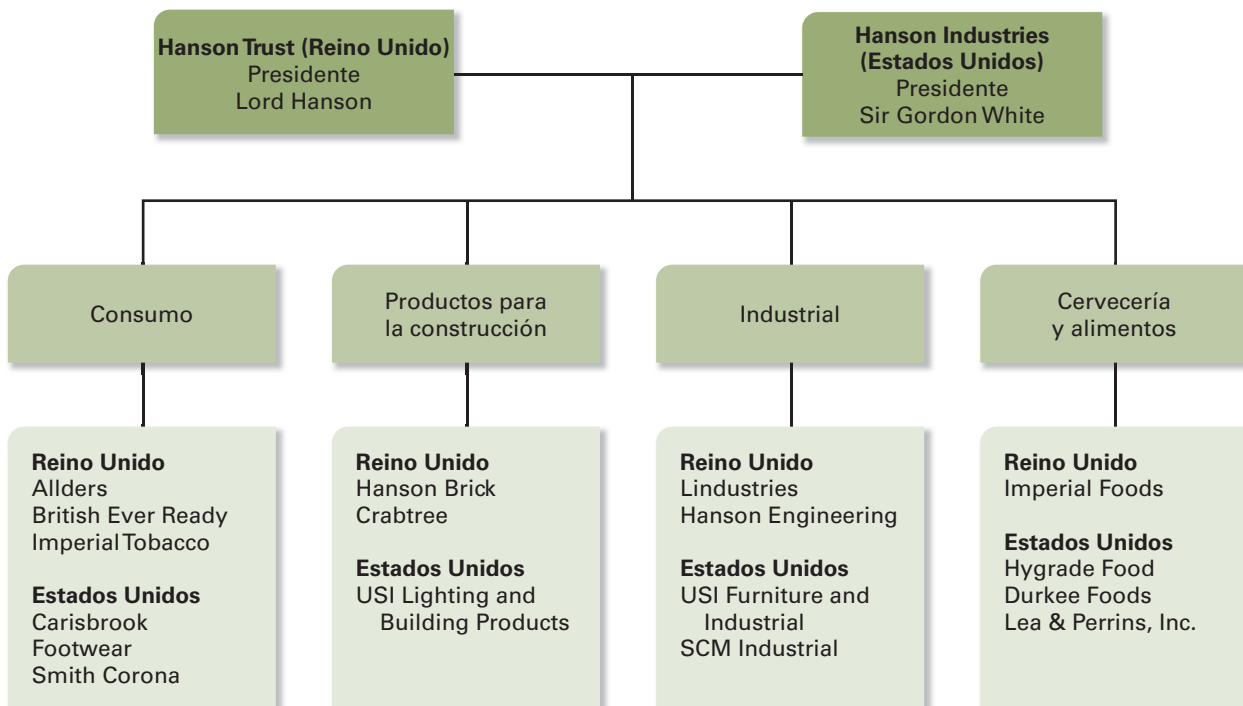 Hanson Trust (Reino Unido)
Presidente
Lord Hanson
Hanson Industries
(Estados Unidos)
Presidente
Sir Gordon White
Consumo
Productos para
la construcción
Industrial
Cervecería
y alimentos
Reino Unido
Allders
British Ever Ready
Imperial Tobacco
Estados Unidos
Carisbrook
Footwear
Smith Corona
Reino Unido
Hanson Brick
Crabtree
Estados Unidos
USI Lighting and
Building Products
Reino Unido
Lindustries
Hanson Engineering
Estados Unidos
USI Furniture and
Industrial
SCM Industrial
Reino Unido
Imperial Foods
Estados Unidos
Hygrade Food
Durkee Foods
Lea & Perrins, Inc.